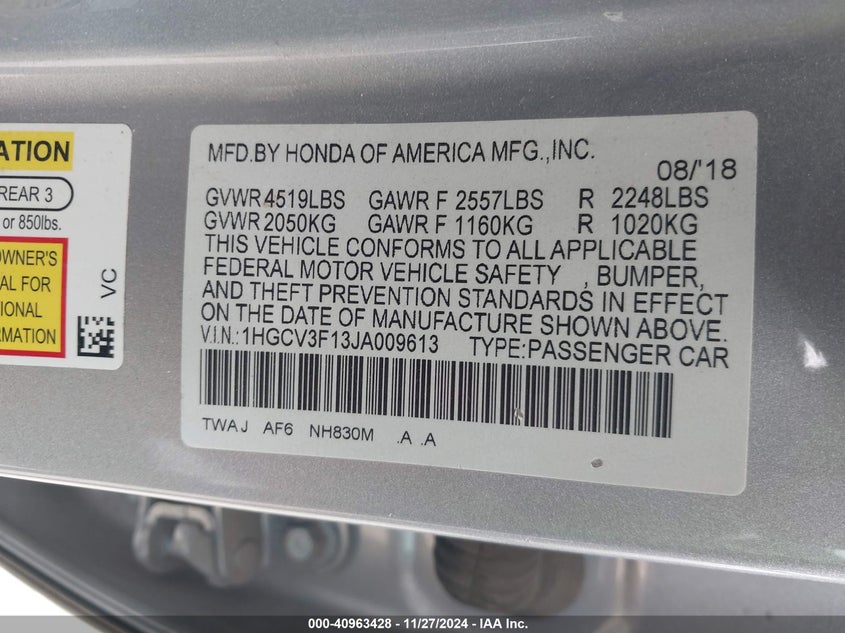 ATION
REAR 3
or 850lbs.
OWNER'S
AL FOR
TIONAL
RMATION
VC
MFD.BY HONDA OF AMERICA MFG.,INC.
08/'18
GVWR 4519LBS GAWR F 2557LBS R 2248LBS
GVWR 2050KG GAWR F 1160KG R 1020KG
THIS VEHICLE CONFORMS TO ALL APPLICABLE
FEDERAL MOTOR VEHICLE SAFETY , BUMPER,
AND THEFT PREVENTION STANDARDS IN EFFECT
ON THE DATE OF MANUFACTURE SHOWN ABOVE.
V.I.N.:1HGCV3F13JA009613 TYPE:PASSENGER CAR
TWAJ AF6 NH830M .A .A
000-40963428 - 11/27/2024 - IAA Inc.